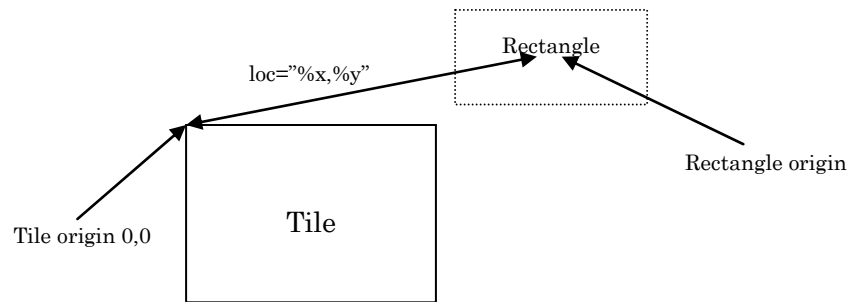 Rectangle
loc=”%x,%y”
Rectangle origin
Tile
Tile origin 0,0